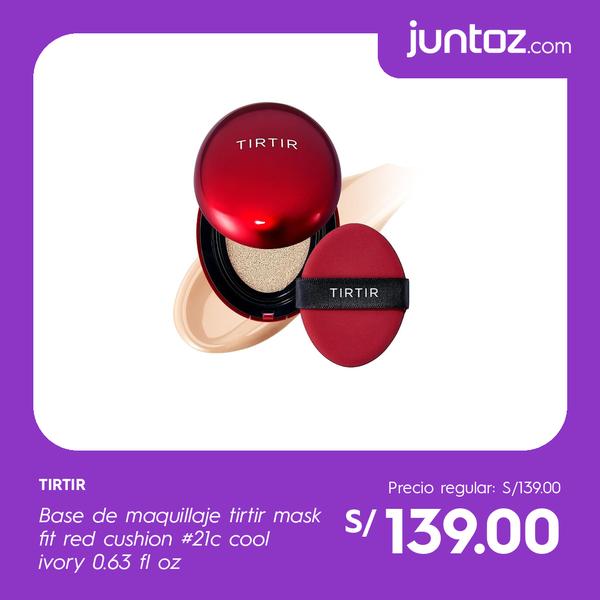 juntoz.com
TIRTIR
TIRTIR
TIRTIR
Base de maquillaje tirtir mask
fit red cushion #21c cool
ivory 0.63 fl oz
Precio regular: S/139.00
S/139.00